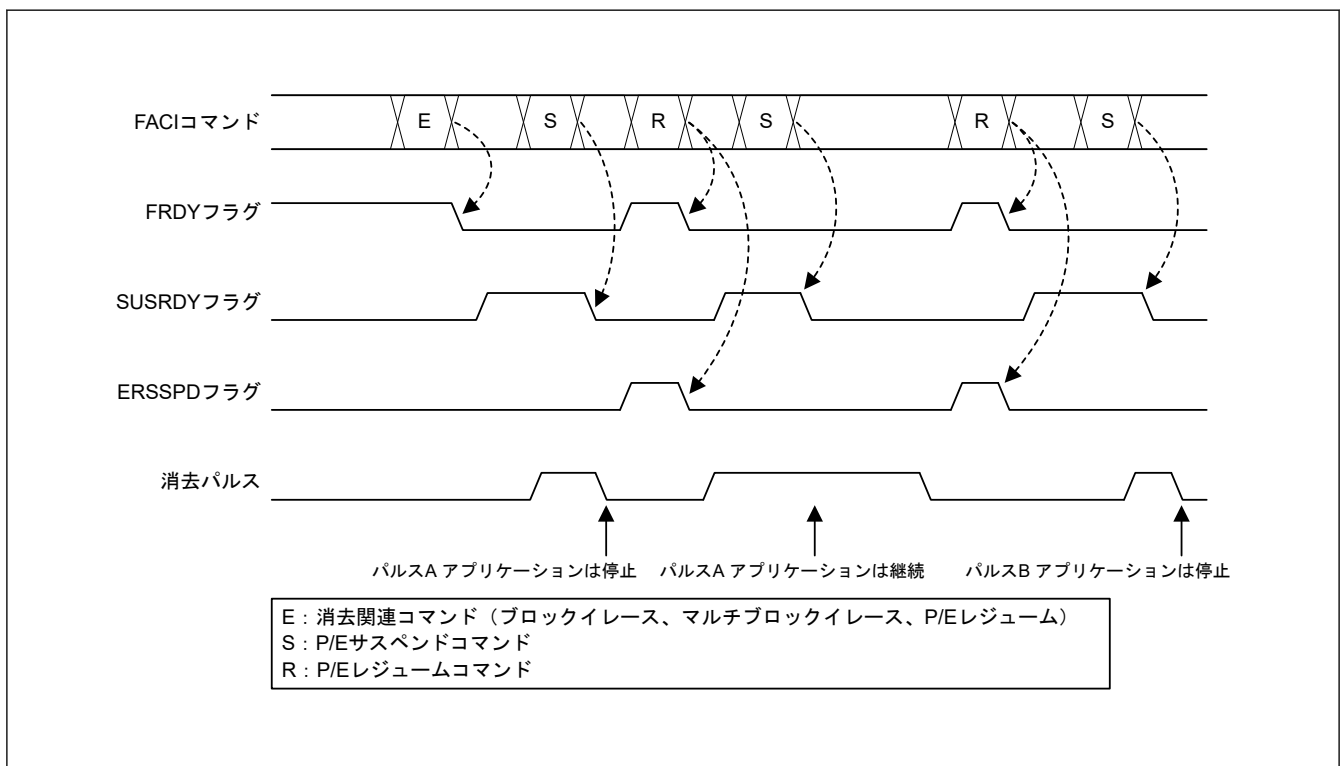 FACIコマンド
E S R S R S
FRDYフラグ
SUSRDYフラグ
ERSSPDフラグ
消去パルス
パルスA アプリケーションは停止 パルスA アプリケーションは継続 パルスB アプリケーションは停止
E：消去関連コマンド（ブロックイレース、マルチブロックイレース、P/Eレジューム）
S：P/Eサスペンドコマンド
R：P/Eレジュームコマンド